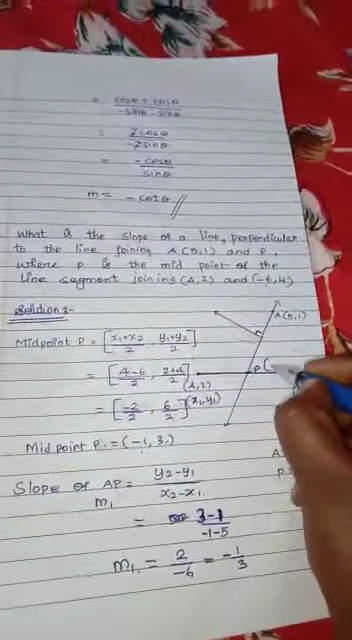 = cosθ + cosθ / -sinθ - sinθ
= 2cosθ / -2sinθ
= -cosθ / sinθ
m = -cotθ //
What is the slope of a line, perpendicular
to the line joining A(5,1) and P,
where P is the mid point of the
line segment joining (4,2) and (-6,4)
Solution:-
A(5,1)
Midpoint P = [x1+x2 / 2, y1+y2 / 2]
= [4-6 / 2, 2+4 / 2]
(4,2)
(x1,y1)
P(
= [-2 / 2, 6 / 2]
Mid point P. = (-1, 3.)
Slope of AP = y2-y1 / x2-x1.
m1
= 3-1 / -1-5
m1. = 2 / -6 = -1 / 3